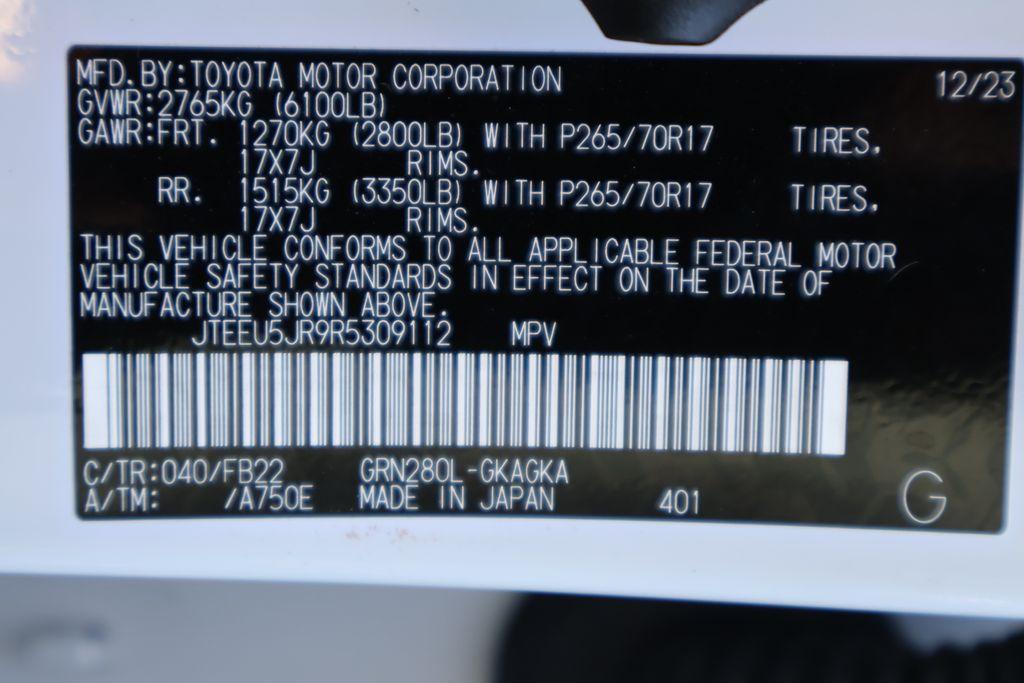 MFD.BY:TOYOTA MOTOR CORPORATION 12/23
GVWR:2765KG (6100LB)
GAWR:FRT. 1270KG (2800LB) WITH P265/70R17 TIRES.
17X7J RIMS.
RR. 1515KG (3350LB) WITH P265/70R17 TIRES.
17X7J RIMS.
THIS VEHICLE CONFORMS TO ALL APPLICABLE FEDERAL MOTOR
VEHICLE SAFETY STANDARDS IN EFFECT ON THE DATE OF
MANUFACTURE SHOWN ABOVE.
JTEEU5JR9R5309112 MPV
C/TR:040/FB22 GRN280L-GKAGKA
A/TM: /A750E MADE IN JAPAN 401 G